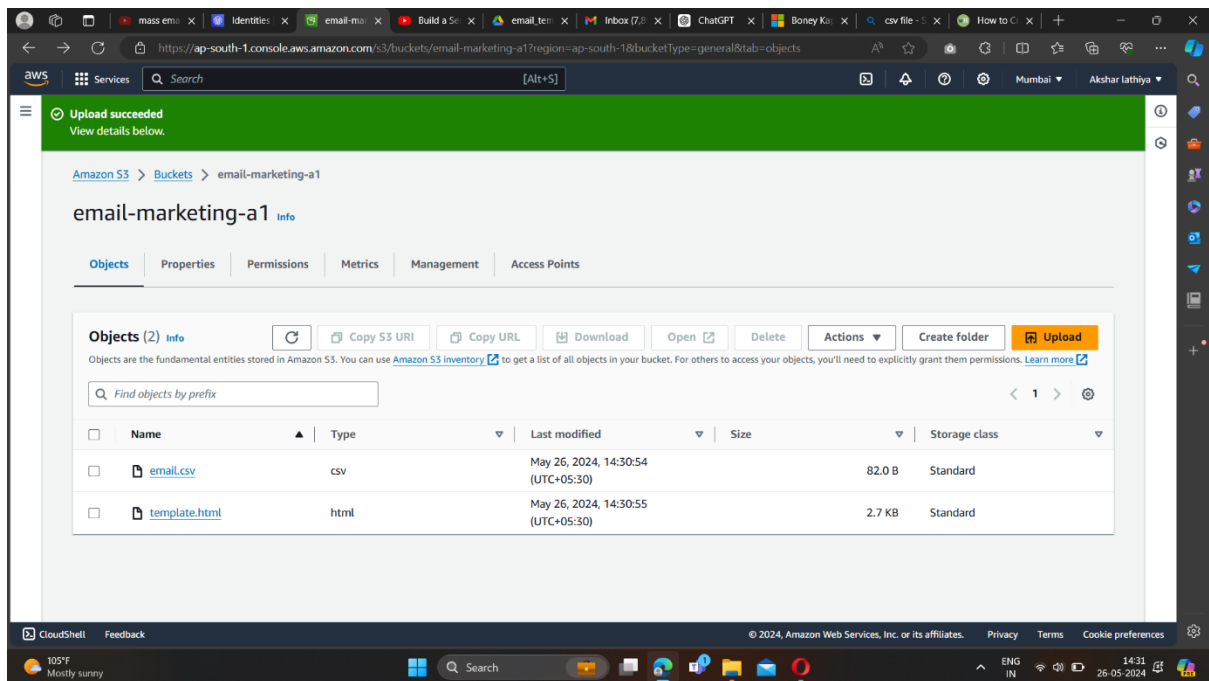 mass ema
Identities
email-mar
Build a Se
email_tem
Inbox (7,8
ChatGPT
Boney Kap
csv file - S
How to Cr
https://ap-south-1.console.aws.amazon.com/s3/buckets/email-marketing-a1?region=ap-south-1&bucketType=general&tab=objects
aws
Services
Search
[Alt+S]
Mumbai ▼
Akshar lathiya ▼
Upload succeeded
View details below.
Amazon S3 > Buckets > email-marketing-a1
email-marketing-a1 Info
Objects
Properties
Permissions
Metrics
Management
Access Points
Objects (2) Info
Copy S3 URI
Copy URL
Download
Open
Delete
Actions ▼
Create folder
Upload
Objects are the fundamental entities stored in Amazon S3. You can use Amazon S3 inventory to get a list of all objects in your bucket. For others to access your objects, you'll need to explicitly grant them permissions. Learn more
Find objects by prefix
< 1 >
Name
Type
Last modified
Size
Storage class
email.csv
csv
May 26, 2024, 14:30:54
(UTC+05:30)
82.0 B
Standard
template.html
html
May 26, 2024, 14:30:55
(UTC+05:30)
2.7 KB
Standard
CloudShell
Feedback
© 2024, Amazon Web Services, Inc. or its affiliates.
Privacy
Terms
Cookie preferences
105°F
Mostly sunny
Search
ENG
IN
14:31
26-05-2024